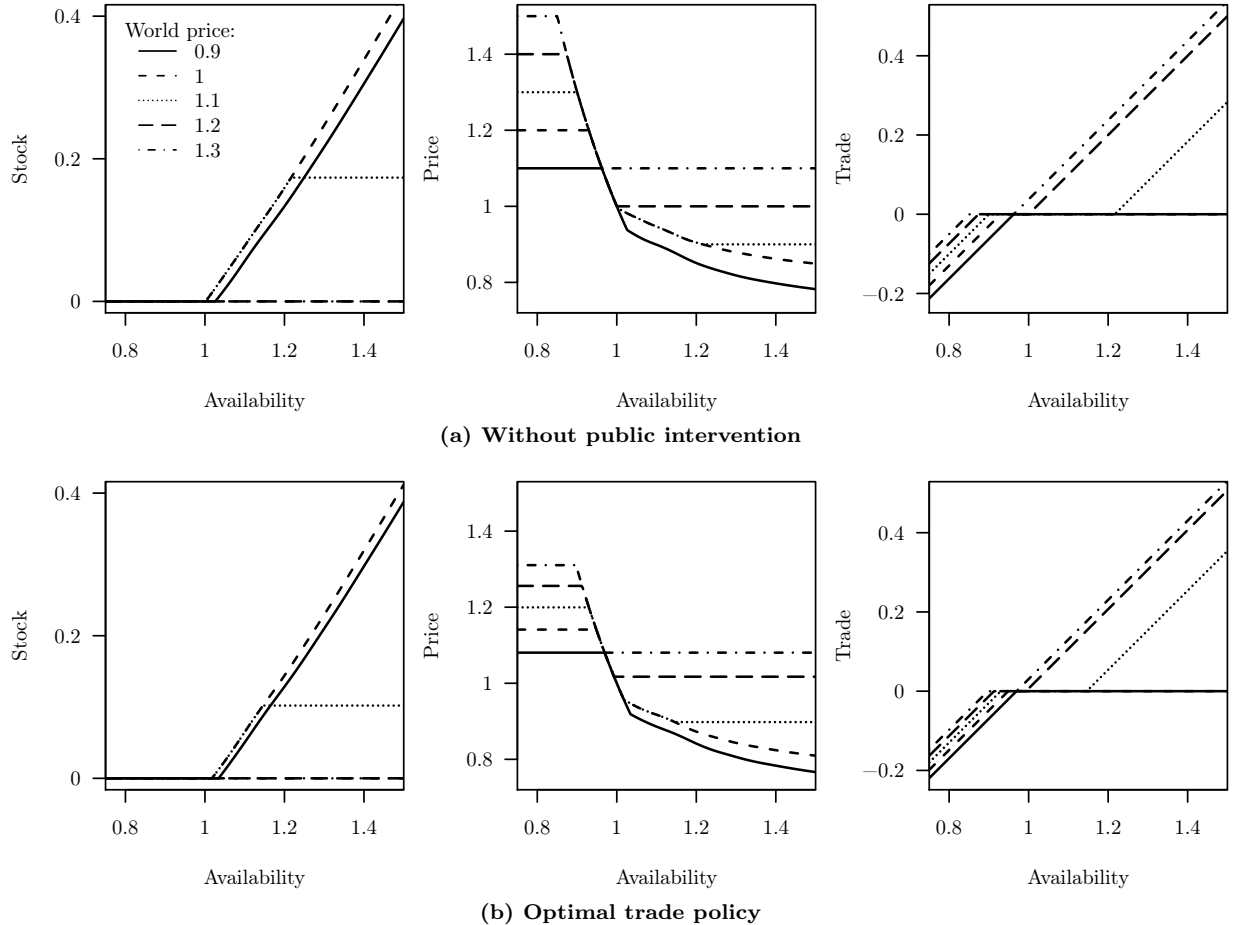 World price:
0.9
1
1.1
1.2
1.3
Stock
0.4
0.2
0
0.8 1 1.2 1.4
Availability
Price
1.4
1.2
1
0.8
0.8 1 1.2 1.4
Availability
Trade
0.4
0.2
0
−0.2
0.8 1 1.2 1.4
Availability
(a) Without public intervention
Stock
0.4
0.2
0
0.8 1 1.2 1.4
Availability
Price
1.4
1.2
1
0.8
0.8 1 1.2 1.4
Availability
Trade
0.4
0.2
0
−0.2
0.8 1 1.2 1.4
Availability
(b) Optimal trade policy